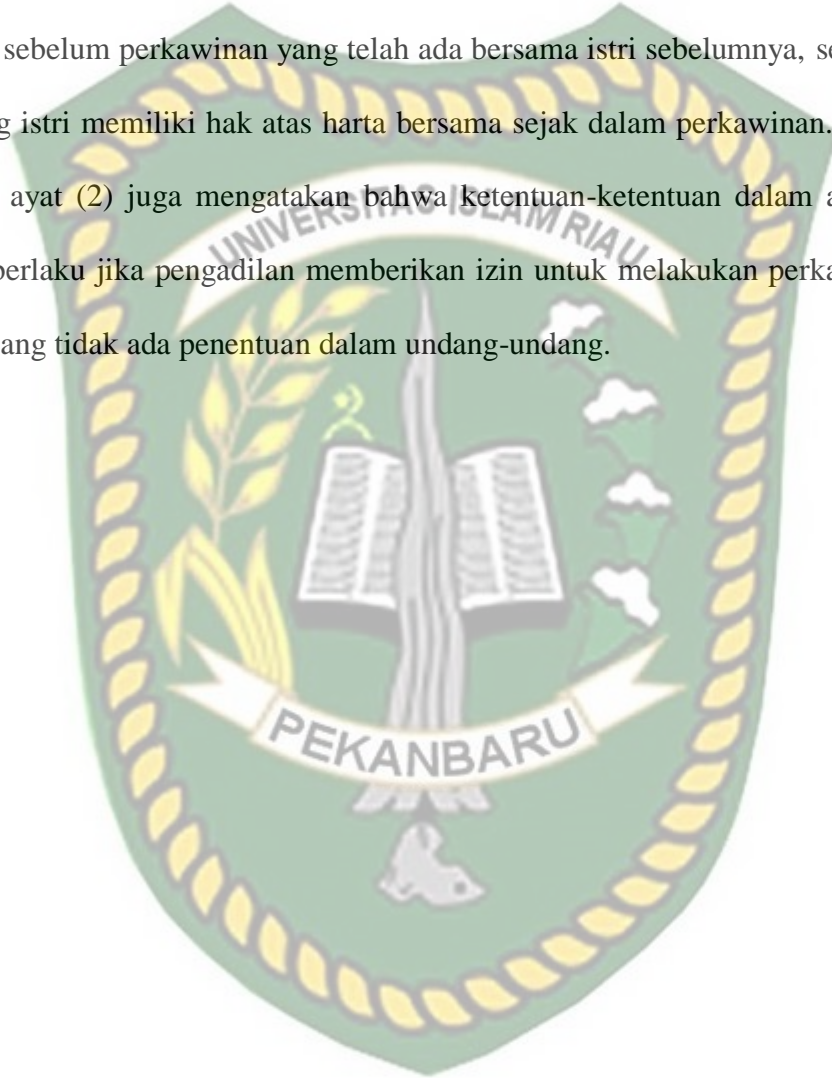 sebelum perkawinan yang telah ada bersama istri sebelumnya, se
g istri memiliki hak atas harta bersama sejak dalam perkawinan.
ayat (2) juga mengatakan bahwa ketentuan-ketentuan dalam a
berlaku jika pengadilan memberikan izin untuk melakukan perka
ang tidak ada penentuan dalam undang-undang.
UNIVERSITAS ISLAM RIAU
PEKANBARU